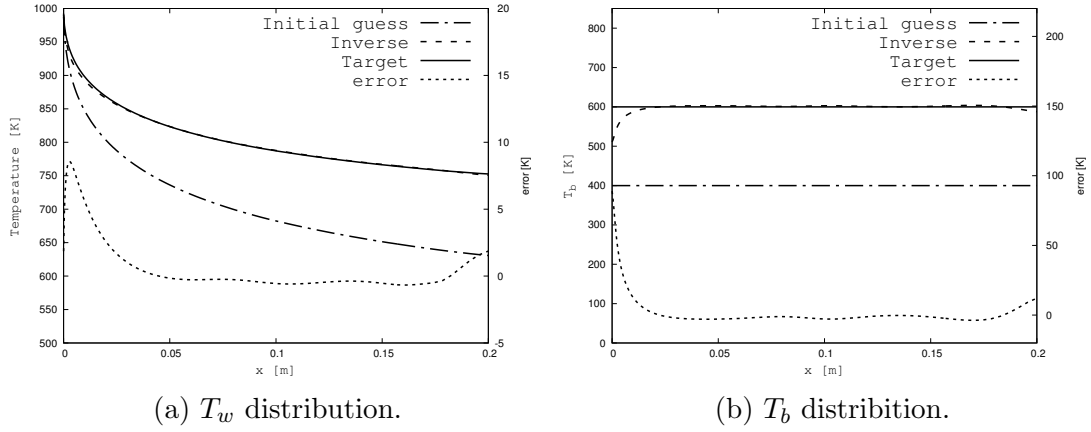 Initial guess
Inverse
Target
error
1000
950
900
850
800
750
700
650
600
550
500
Temperature [K]
20
15
10
5
0
-5
error [K]
0
0.05
0.1
0.15
0.2
x [m]
(a) T_w distribution.
Initial guess
Inverse
Target
error
800
700
600
500
400
300
200
100
0
T_b [K]
200
150
100
50
0
error [K]
0
0.05
0.1
0.15
0.2
x [m]
(b) T_b distribition.